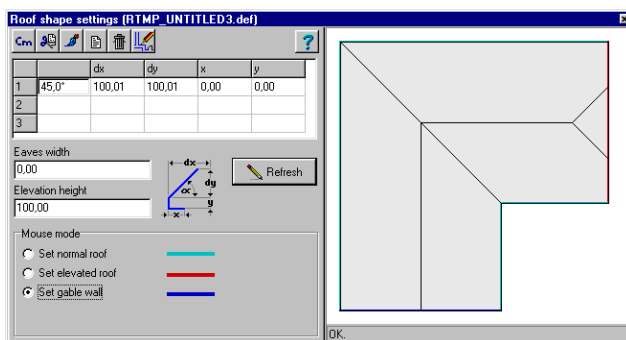 Roof shape settings (RTMP_UNTITLED3.def)
Cm
?
dx dy x y
1 45,0° 100,01 100,01 0,00 0,00
2
3
Eaves width
0,00
Elevation height
100,00
dx
dy
α
y
x
Refresh
Mouse mode
Set normal roof
Set elevated roof
Set gable wall
OK.